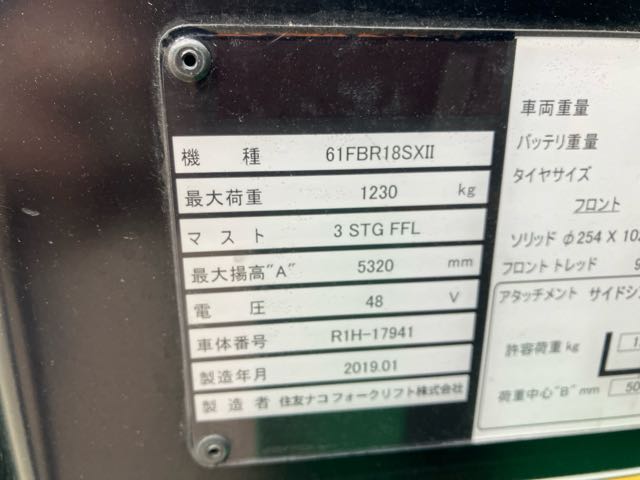 機 種 61FBR18SXII
最大荷重 1230 kg
マスト 3 STG FFL
最大揚高"A" 5320 mm
電 圧 48 V
車体番号 R1H-17941
製造年月 2019.01
製造者 住友ナコ フォークリフト株式会社
車両重量
バッテリ重量
タイヤサイズ
フロント
ソリッド φ254 X 10
フロントトレッド 9
アタッチメント サイドシ
許容荷重 kg
荷重中心"B" mm 50